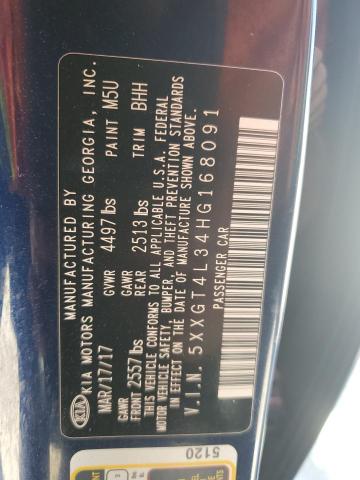 MANUFACTURED BY
KIA KIA MOTORS MANUFACTURING GEORGIA, INC.
MAR/17/17 GVWR 4497 lbs PAINT M5U
GAWR FRONT 2557 lbs GAWR REAR 2513 lbs TRIM BHH
THIS VEHICLE CONFORMS TO ALL APPLICABLE U.S.A. FEDERAL
MOTOR VEHICLE SAFETY, BUMPER, AND THEFT PREVENTION STANDARDS
IN EFFECT ON THE DATE OF MANUFACTURE SHOWN ABOVE.
V.I.N. 5XXGT4L34HG168091
PASSENGER CAR
5120